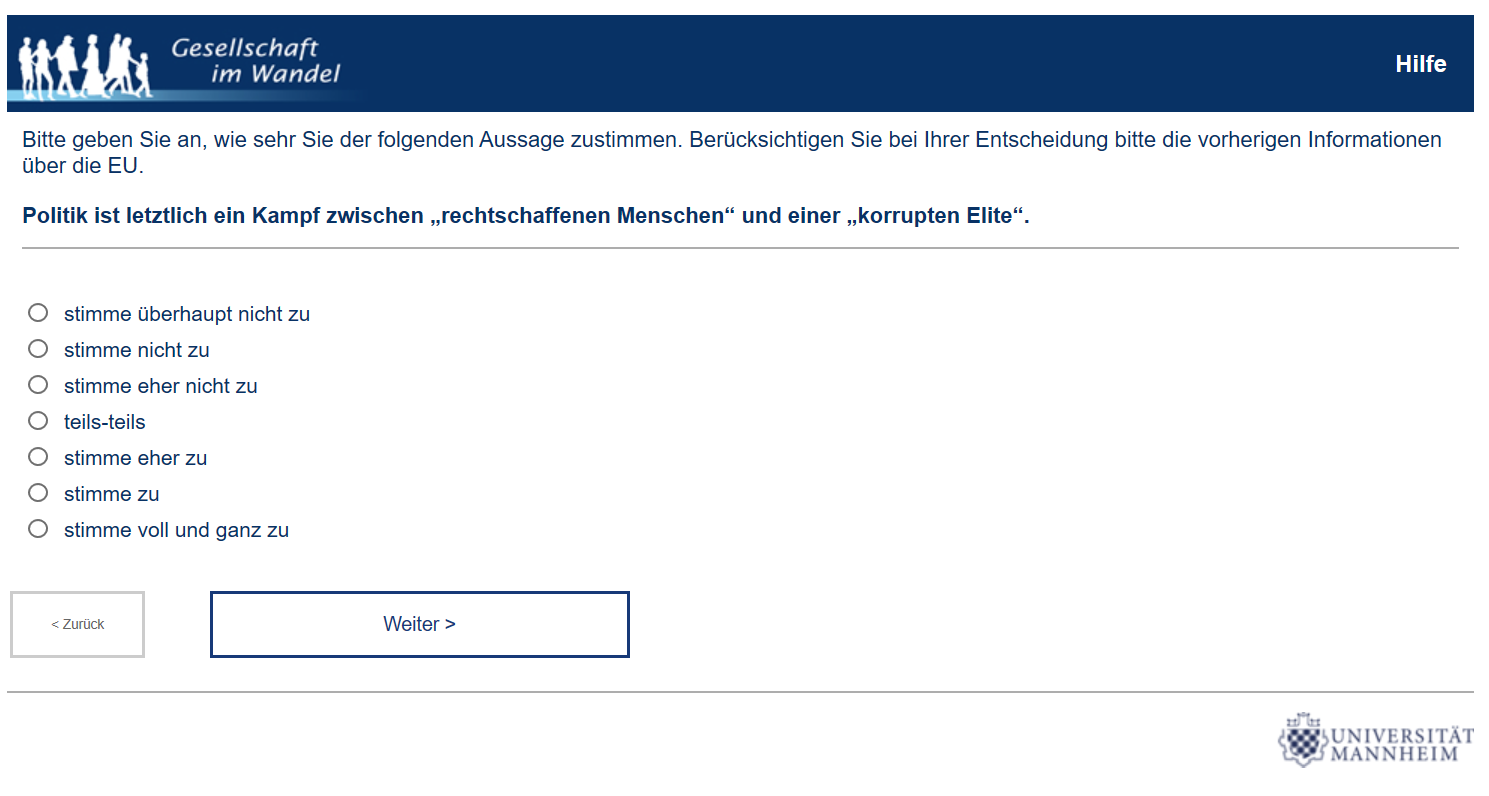 Gesellschaft
im Wandel
Hilfe
Bitte geben Sie an, wie sehr Sie der folgenden Aussage zustimmen. Berücksichtigen Sie bei Ihrer Entscheidung bitte die vorherigen Informationen
über die EU.
Politik ist letztlich ein Kampf zwischen „rechtschaffenen Menschen“ und einer „korrupten Elite“.
stimme überhaupt nicht zu
stimme nicht zu
stimme eher nicht zu
teils-teils
stimme eher zu
stimme zu
stimme voll und ganz zu
< Zurück
Weiter >
UNIVERSITÄT
MANNHEIM